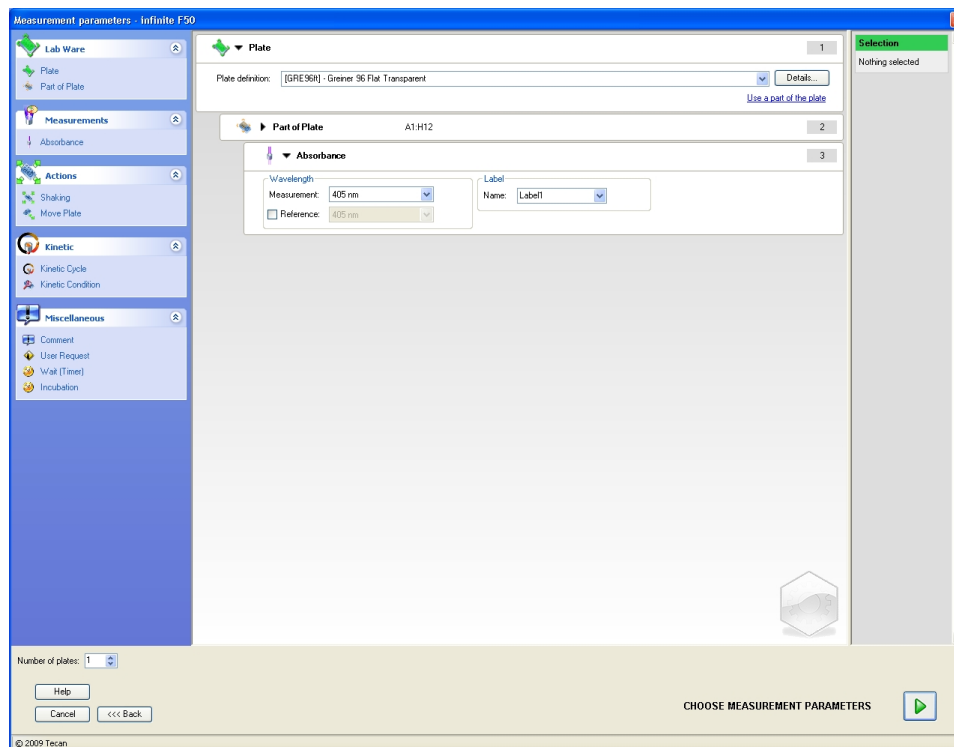 Measurement parameters - infinite F50
Lab Ware
Plate
Part of Plate
Measurements
Absorbance
Actions
Shaking
Move Plate
Kinetic
Kinetic Cycle
Kinetic Condition
Miscellaneous
Comment
User Request
Wait (Timer)
Incubation
Plate 1
Plate definition: [GRE96ft] - Greiner 96 Flat Transparent Details...
Use a part of the plate
Part of Plate A1:H12 2
Absorbance 3
Wavelength
Measurement: 405 nm
Reference: 405 nm
Label
Name: Label1
Selection
Nothing selected
Number of plates: 1
Help
Cancel <<< Back
CHOOSE MEASUREMENT PARAMETERS
© 2009 Tecan